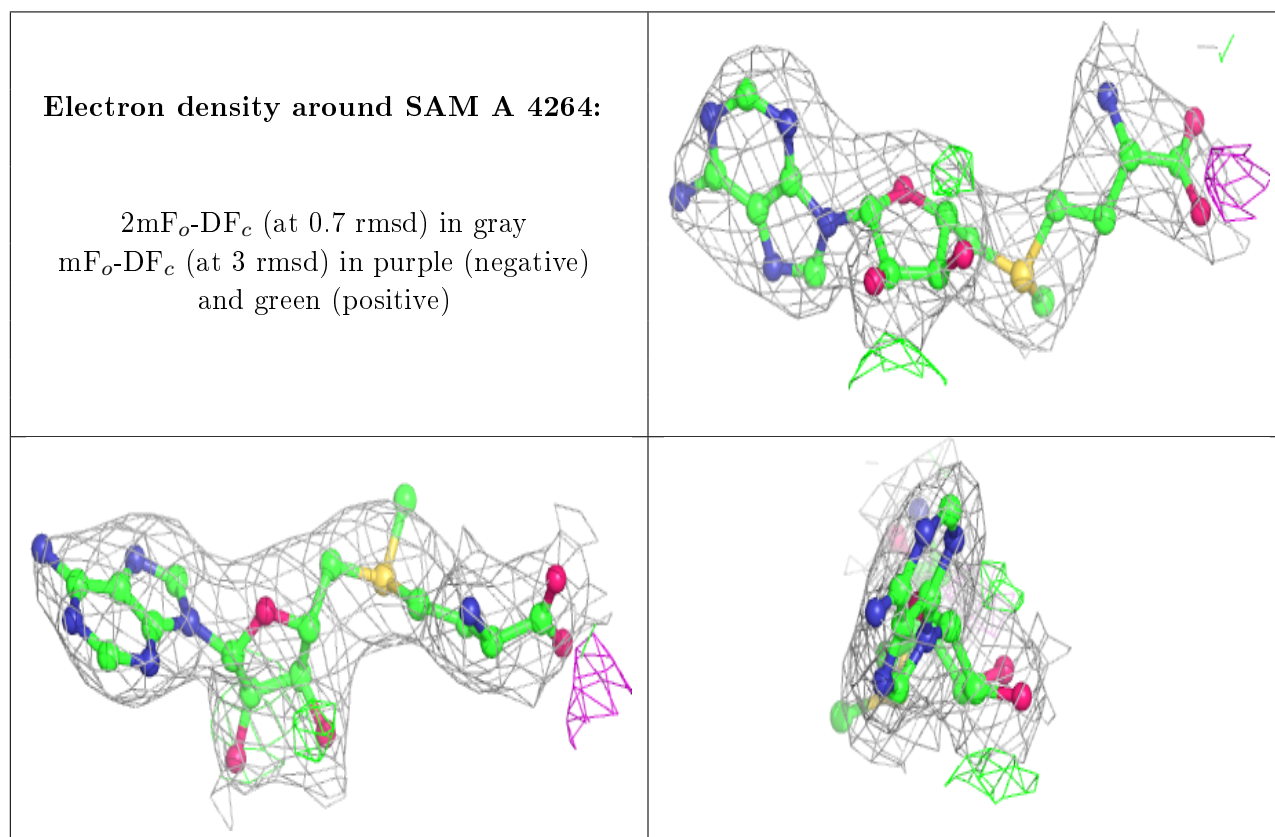 Electron density around SAM A 4264:
2mFo-DFc (at 0.7 rmsd) in gray
mFo-DFc (at 3 rmsd) in purple (negative)
and green (positive)